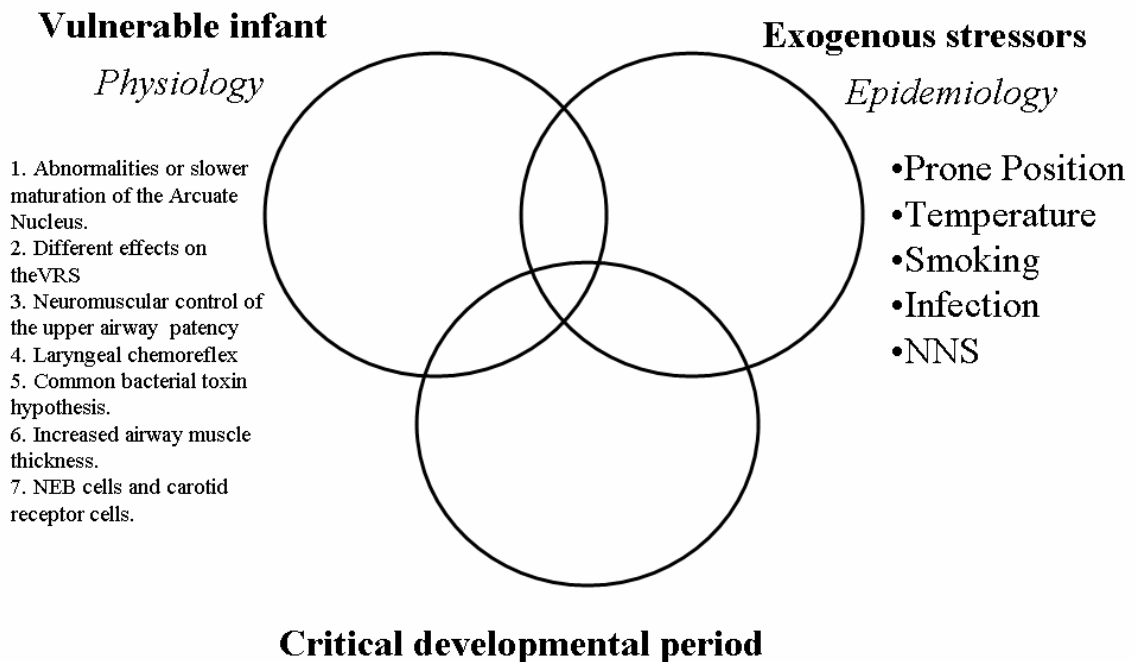 Vulnerable infant
Physiology
1. Abnormalities or slower
maturation of the Arcuate
Nucleus.
2. Different effects on
theVRS
3. Neuromuscular control of
the upper airway patency
4. Laryngeal chemoreflex
5. Common bacterial toxin
hypothesis.
6. Increased airway muscle
thickness.
7. NEB cells and carotid
receptor cells.
Exogenous stressors
Epidemiology
•Prone Position
•Temperature
•Smoking
•Infection
•NNS
Critical developmental period